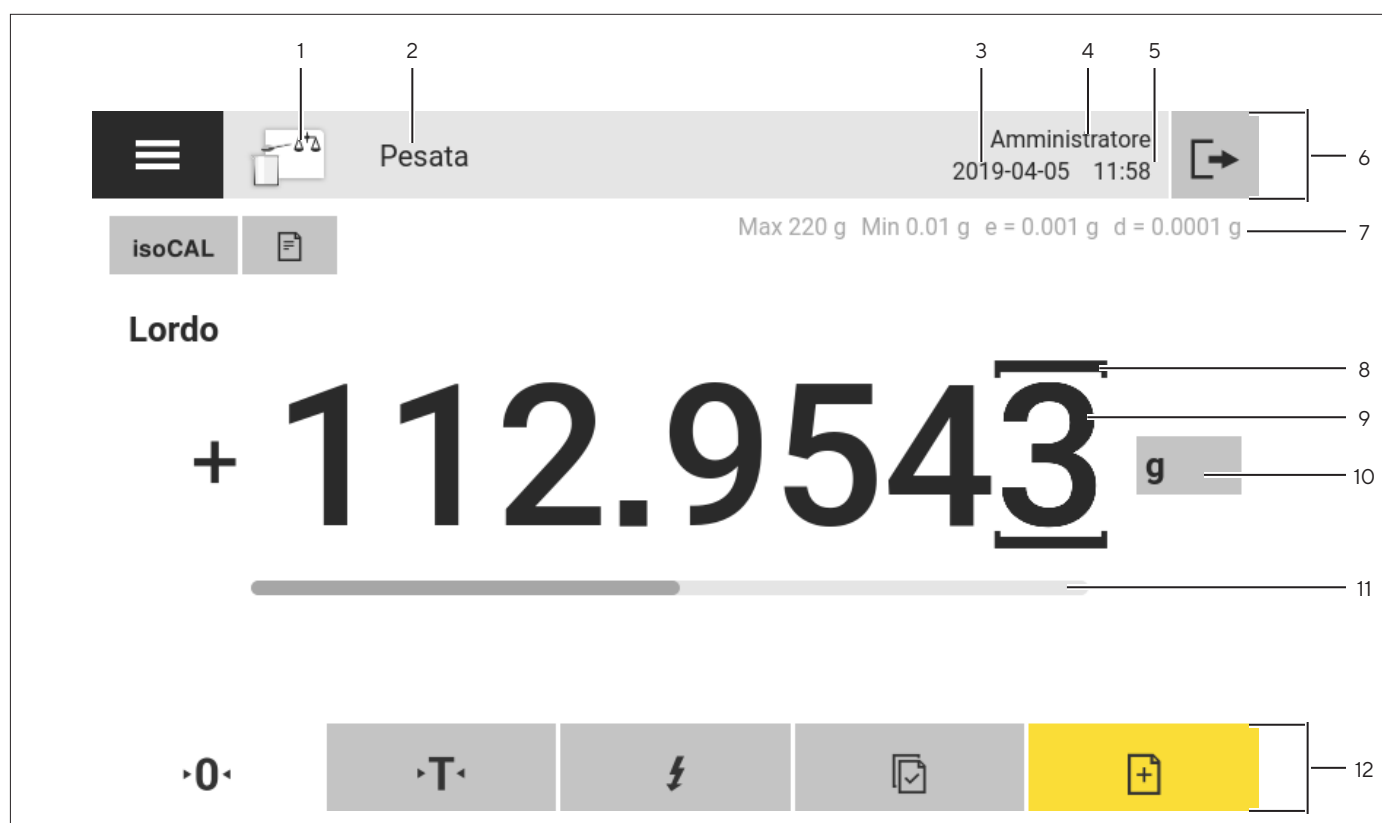 1 2 3 4 5
Amministratore
Pesata
2019-04-05 11:58
6
Max 220 g Min 0.01 g e = 0.001 g d = 0.0001 g
7
isoCAL
Lordo
8
+ 112.9543
9
g
10
11
0 T
12